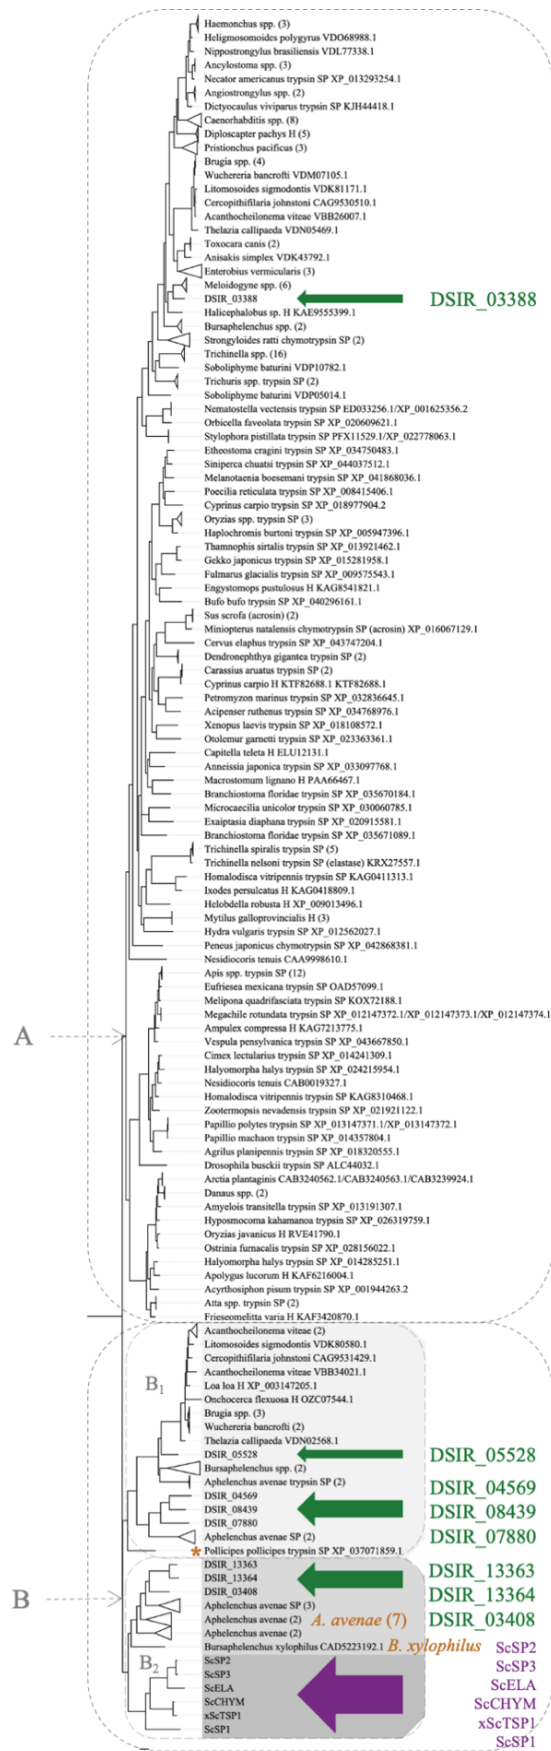 Haemonchus spp. (3)
Heligmosomoides polygyrus VDO68988.1
Nippostrongylus brasiliensis VDL77338.1
Ancylostoma spp. (3)
Necator americanus trypsin SP XP_013293254.1
Angiostrongylus spp. (2)
Dictyocaulus viviparus trypsin SP KJH44418.1
Caenorhabditis spp. (8)
Diploscapter pachys H (5)
Pristionchus pacificus (3)
Brugia spp. (4)
Wuchereria bancrofti VDM07105.1
Litomosoides sigmodontis VDK81171.1
Cercopithifilaria johnstoni CAG9530510.1
Acanthocheilonema viteae VBB26007.1
Thelazia callipaeda VDN05469.1
Toxocara canis (2)
Anisakis simplex VDK43792.1
Enterobius vermicularis (3)
Meloidogyne spp. (6)
DSIR_03388
DSIR_03388
Halicephalobus sp. H KAE9555399.1
Bursaphelenchus spp. (2)
Strongyloides ratti chymotrypsin SP (2)
Trichinella spp. (16)
Soboliphyme baturini VDP10782.1
Trichuris spp. trypsin SP (2)
Soboliphyme baturini VDP05014.1
Nematostella vectensis trypsin SP ED033256.1/XP_001625356.2
Orbicella faveolata trypsin SP XP_020609621.1
Stylophora pistillata trypsin SP PFX11529.1/XP_022778063.1
Etheostoma cragini trypsin SP XP_034750483.1
Siniperca chuatsi trypsin SP XP_044037512.1
Melanotaenia boesemani trypsin SP XP_041868036.1
Poecilia reticulata trypsin SP XP_008415406.1
Cyprinus carpio trypsin SP XP_018977904.2
Oryzias spp. trypsin SP (3)
Haplochromis burtoni trypsin SP XP_005947396.1
Thamnophis sirtalis trypsin SP XP_013921462.1
Gekko japonicus trypsin SP XP_015281958.1
Fulmarus glacialis trypsin SP XP_009575543.1
Engystomops pustulosus H KAG8541821.1
Bufo bufo trypsin SP XP_040296161.1
Sus scrofa (acrosin) (2)
Miniopterus natalensis chymotrypsin SP (acrosin) XP_016067129.1
Cervus elaphus trypsin SP XP_043747204.1
Dendronephthya gigantea trypsin SP (2)
Carassius aruatus trypsin SP (2)
Cyprinus carpio H KTF82688.1 KTF82688.1
Petromyzon marinus trypsin SP XP_032836645.1
Acipenser ruthenus trypsin SP XP_034768976.1
Xenopus laevis trypsin SP XP_018108572.1
Otolemur garnetti trypsin SP XP_023363361.1
Capitella teleta H ELU12131.1
Anneissia japonica trypsin SP XP_033097768.1
Macrostomum lignano H PAA66467.1
Branchiostoma floridae trypsin SP XP_035670184.1
Microcaecilia unicolor trypsin SP XP_030060785.1
Exaiptasia diaphana trypsin SP XP_020915581.1
Branchiostoma floridae trypsin SP XP_035671089.1
Trichinella spiralis trypsin SP (5)
Trichinella nelsoni trypsin SP (elastase) KRX27557.1
Homalodisca vitripennis trypsin SP KAG0411313.1
Ixodes persulcatus H KAG0418809.1
Helobdella robusta H XP_009013496.1
Mytilus galloprovincialis H (3)
Hydra vulgaris trypsin SP XP_012562027.1
Peneus japonicus chymotrypsin SP XP_042868381.1
Nesidiocoris tenuis CAA9998610.1
Apis spp. trypsin SP (12)
Eufriesea mexicana trypsin SP OAD57099.1
Melipona quadrifasciata trypsin SP KOX72188.1
Megachile rotundata trypsin SP XP_012147372.1/XP_012147373.1/XP_012147374.1
A
Ampulex compressa H KAG7213775.1
Vespula pensylvanica trypsin SP XP_043667850.1
Cimex lectularius trypsin SP XP_014241309.1
Halyomorpha halys trypsin SP XP_024215954.1
Nesidiocoris tenuis CAB0019327.1
Homalodisca vitripennis trypsin SP KAG8310468.1
Zootermopsis nevadensis trypsin SP XP_021921122.1
Papillio polytes trypsin SP XP_013147371.1/XP_013147372.1
Papillio machaon trypsin SP XP_014357804.1
Agrilus planipennis trypsin SP XP_018320555.1
Drosophila busckii trypsin SP ALC44032.1
Arctia plantaginis CAB3240562.1/CAB3240563.1/CAB3239924.1
Danaus spp. (2)
Amyelois transitella trypsin SP XP_013191307.1
Hyposmocoma kahamanoa trypsin SP XP_026319759.1
Oryzias javanicus H RVE41790.1
Ostrinia furnacalis trypsin SP XP_028156022.1
Halyomorpha halys trypsin SP XP_014285251.1
Apolygus lucorum H KAF6216004.1
Acyrthosiphon pisum trypsin SP XP_001944263.2
Atta spp. trypsin SP (2)
Frieseomelitta varia H KAF3420870.1
Acanthocheilonema viteae (2)
Litomosoides sigmodontis VDK80580.1
Cercopithifilaria johnstoni CAG9531429.1
B1
Acanthocheilonema viteae VBB34021.1
Loa loa H XP_003147205.1
Onchocerca flexuosa H OZC07544.1
Brugia spp. (3)
Wuchereria bancrofti (2)
Thelazia callipaeda VDN02568.1
DSIR_05528
DSIR_05528
Bursaphelenchus spp. (2)
Aphelenchus avenae trypsin SP (2)
DSIR_04569
DSIR_04569
DSIR_08439
DSIR_08439
DSIR_07880
DSIR_07880
Aphelenchus avenae SP (2)
* Pollicipes pollicipes trypsin SP XP_037071859.1
DSIR_13363
DSIR_13363
DSIR_13364
DSIR_13364
DSIR_03408
DSIR_03408
B
Aphelenchus avenae SP (3)
Aphelenchus avenae (2)
A. avenae (7)
Aphelenchus avenae (2)
Bursaphelenchus xylophilus CAD5223192.1
B. xylophilus
B2
ScSP2
ScSP2
ScSP3
ScSP3
ScELA
ScELA
ScCHYM
ScCHYM
xScTSP1
xScTSP1
ScSP1
ScSP1